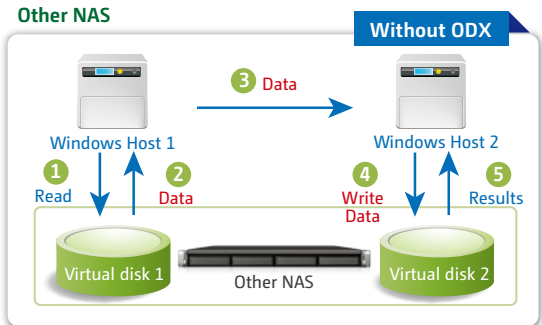 Other NAS
Without ODX
3 Data
Windows Host 1
Windows Host 2
1
Read
2
Data
4
Write
Data
5
Results
Virtual disk 1
Other NAS
Virtual disk 2